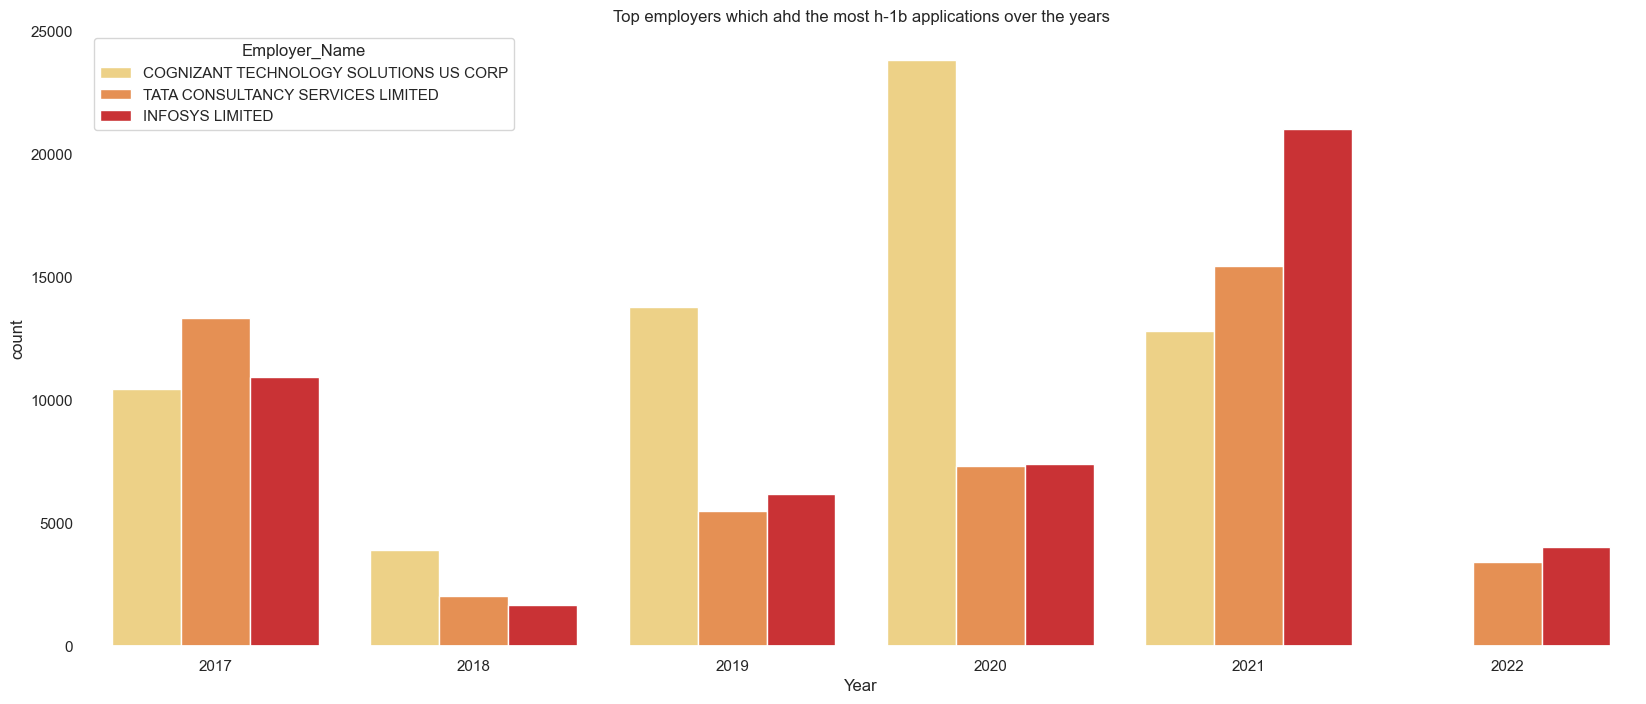 Top employers which ahd the most h-1b applications over the years
Employer_Name
COGNIZANT TECHNOLOGY SOLUTIONS US CORP
TATA CONSULTANCY SERVICES LIMITED
INFOSYS LIMITED
25000
20000
15000
10000
5000
0
count
2017 2018 2019 2020 2021 2022
Year